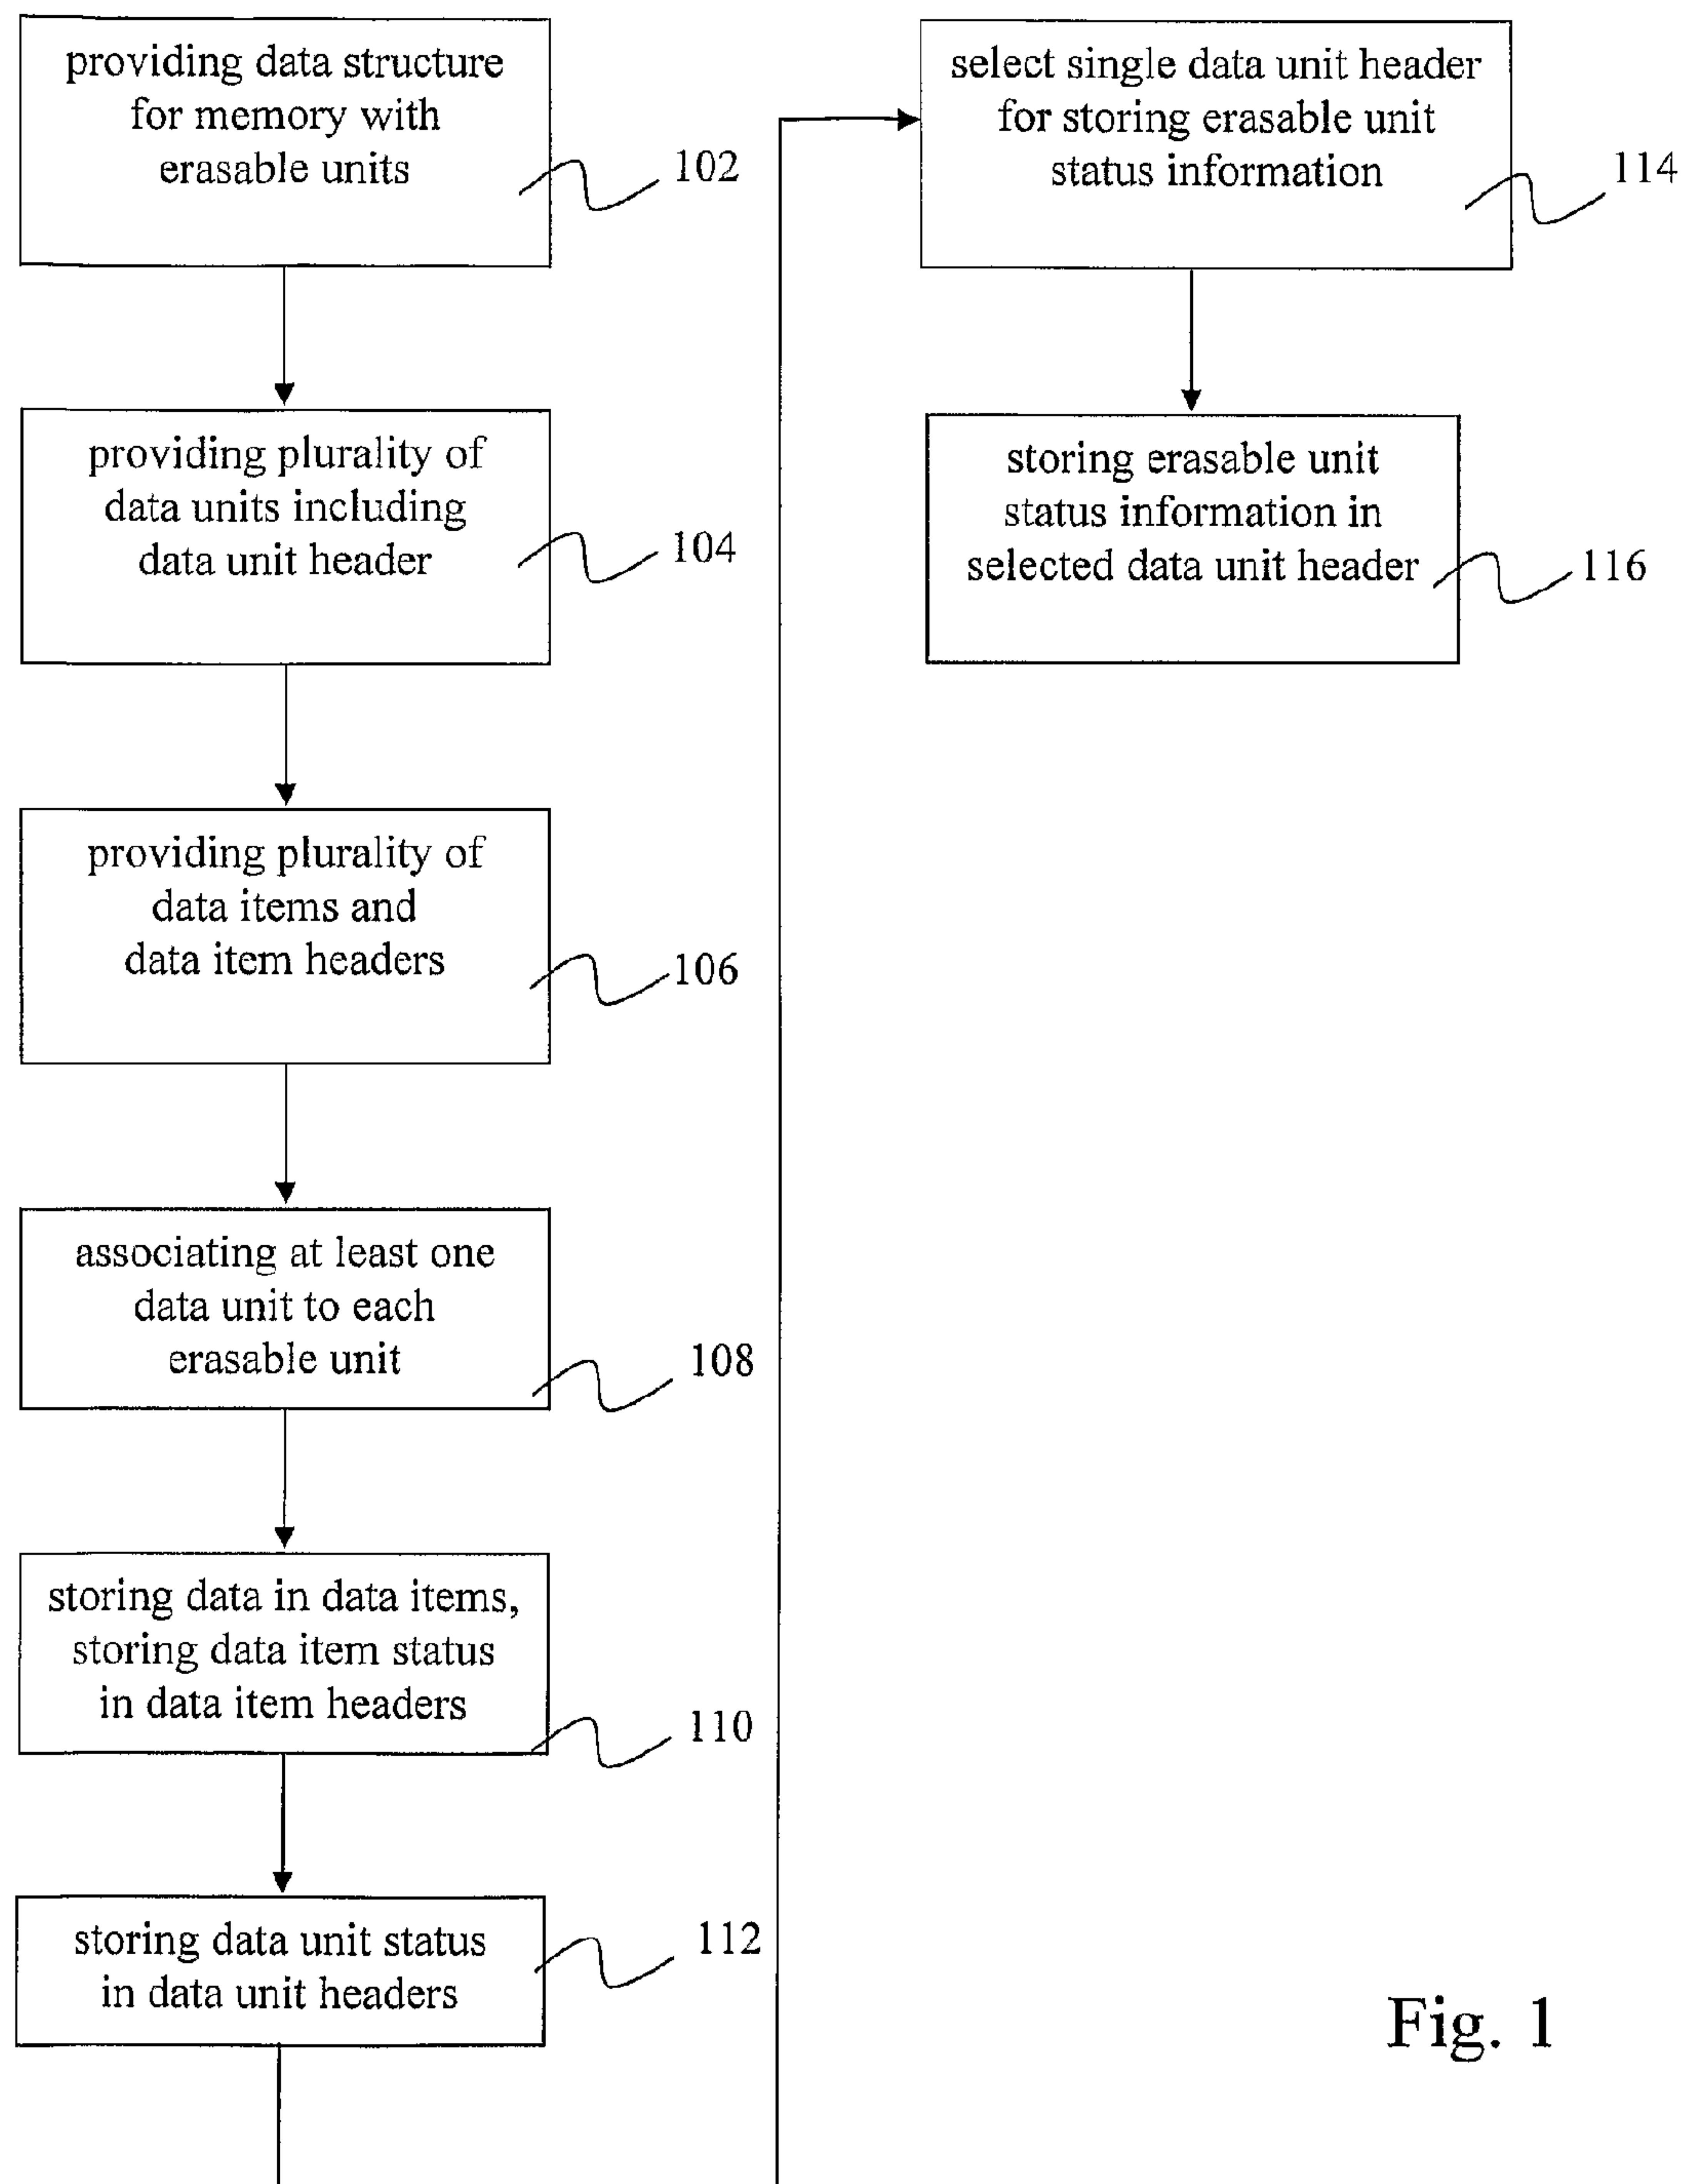 providing data structure
for memory with
erasable units
102
providing plurality of
data units including
data unit header
104
providing plurality of
data items and
data item headers
106
associating at least one
data unit to each
erasable unit
108
storing data in data items,
storing data item status
in data item headers
110
storing data unit status
in data unit headers
112
select single data unit header
for storing erasable unit
status information
114
storing erasable unit
status information in
selected data unit header
116
Fig. 1